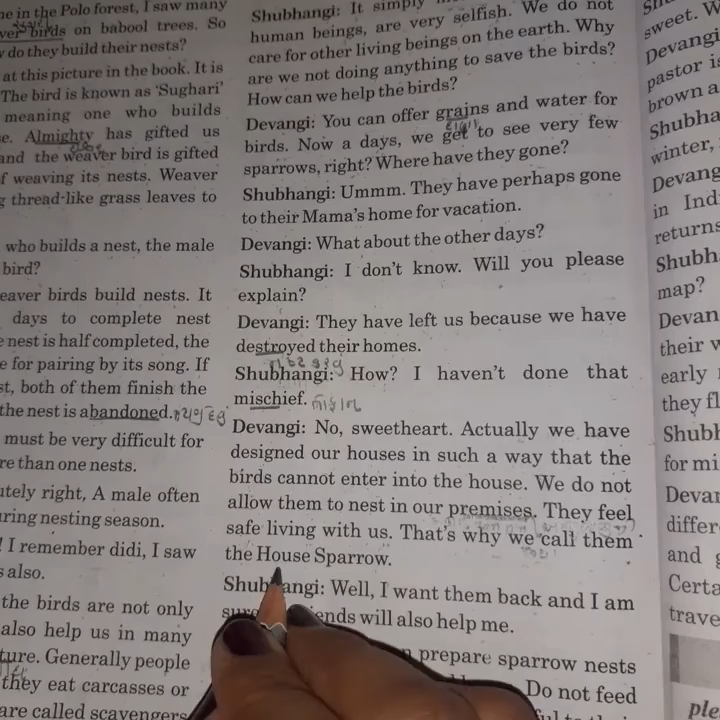 ne in the Polo forest, I saw many
ver birds on babool trees. So
do they build their nests?
at this picture in the book. It is
The bird is known as 'Sughari'
meaning one who builds
e. Almighty has gifted us
and the weaver bird is gifted
f weaving its nests. Weaver
g thread-like grass leaves to
who builds a nest, the male
bird?
eaver birds build nests. It
days to complete nest
e nest is half completed, the
e for pairing by its song. If
st, both of them finish the
the nest is abandoned.
must be very difficult for
re than one nests.
utely right, A male often
uring nesting season.
! I remember didi, I saw
s also.
the birds are not only
also help us in many
ture. Generally people
they eat carcasses or
are called scavengers
Shubhangi: It simply
human beings, are very selfish. We do not
care for other living beings on the earth. Why
are we not doing anything to save the birds?
How can we help the birds?
Devangi: You can offer grains and water for
birds. Now a days, we get to see very few
sparrows, right? Where have they gone?
Shubhangi: Ummm. They have perhaps gone
to their Mama's home for vacation.
Devangi: What about the other days?
Shubhangi: I don't know. Will you please
explain?
Devangi: They have left us because we have
destroyed their homes.
Shubhangi: How? I haven't done that
mischief.
Devangi: No, sweetheart. Actually we have
designed our houses in such a way that the
birds cannot enter into the house. We do not
allow them to nest in our premises. They feel
safe living with us. That's why we call them
the House Sparrow.
Shubhangi: Well, I want them back and I am
sure friends will also help me.
prepare sparrow nests
Do not feed
sweet. W
Devangi
pastor is
brown a
Shubha
winter,
Devang
in Ind
returns
Shubh
map?
Devan
their w
early
they fl
Shubh
for mi
Devar
differ
and g
Certa
trave
ple